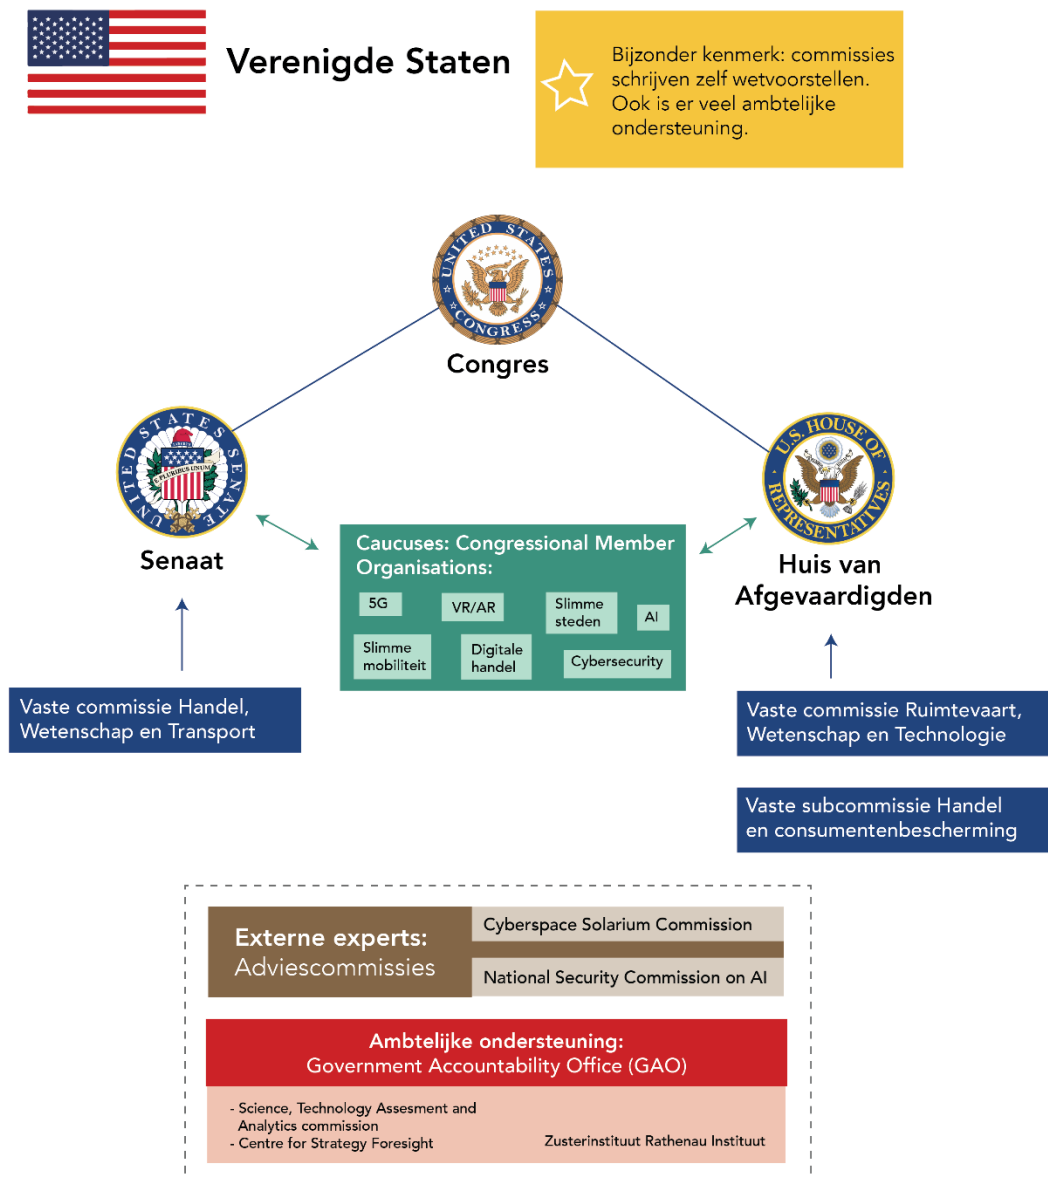 Verenigde Staten
Bijzonder kenmerk: commissies
schrijven zelf wetvoorstellen.
Ook is er veel ambtelijke
ondersteuning.
UNITED STATES
CONGRESS
Congres
UNITED STATES SENATE
E PLURIBUS UNUM
Senaat
U.S. HOUSE OF
REPRESENTATIVES
Huis van
Afgevaardigden
Caucuses: Congressional Member
Organisations:
5G
VR/AR
Slimme
steden
AI
Slimme
mobiliteit
Digitale
handel
Cybersecurity
Vaste commissie Handel,
Wetenschap en Transport
Vaste commissie Ruimtevaart,
Wetenschap en Technologie
Vaste subcommissie Handel
en consumentenbescherming
Externe experts:
Adviescommissies
Cyberspace Solarium Commission
National Security Commission on AI
Ambtelijke ondersteuning:
Government Accountability Office (GAO)
- Science, Technology Assesment and
Analytics commission
- Centre for Strategy Foresight
Zusterinstituut Rathenau Instituut